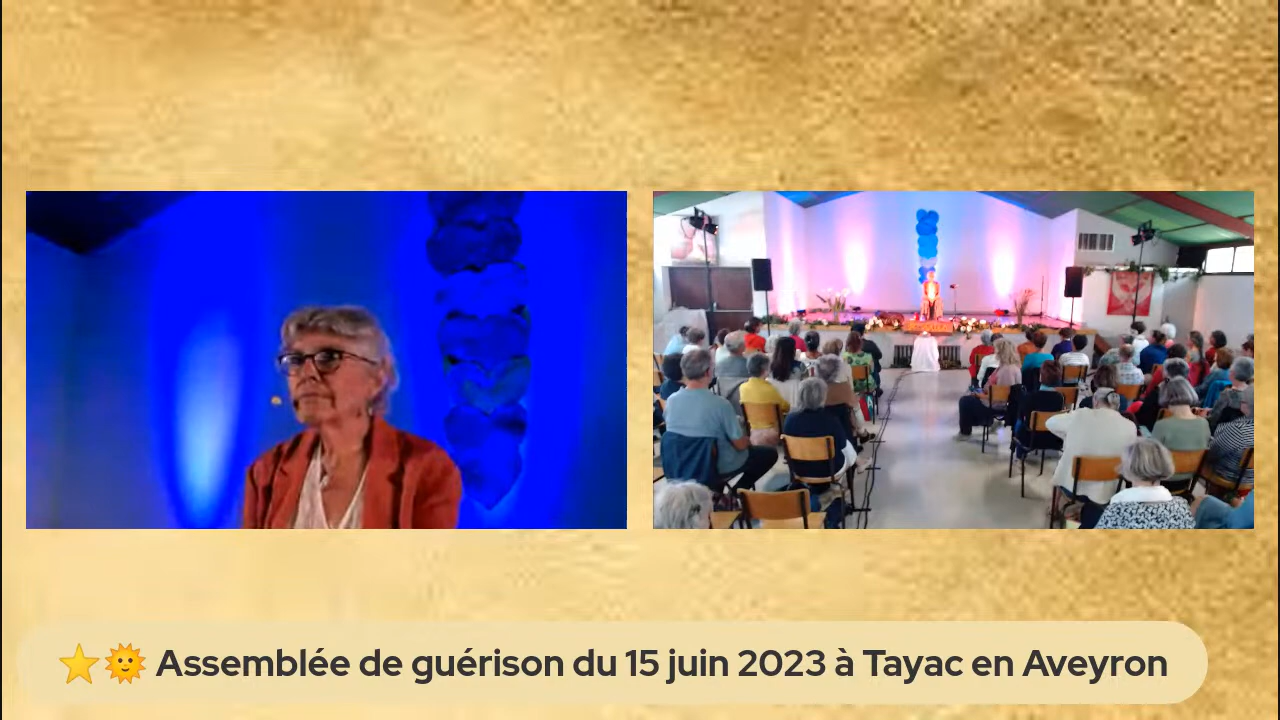 ⭐🌞 Assemblée de guérison du 15 juin 2023 à Tayac en Aveyron